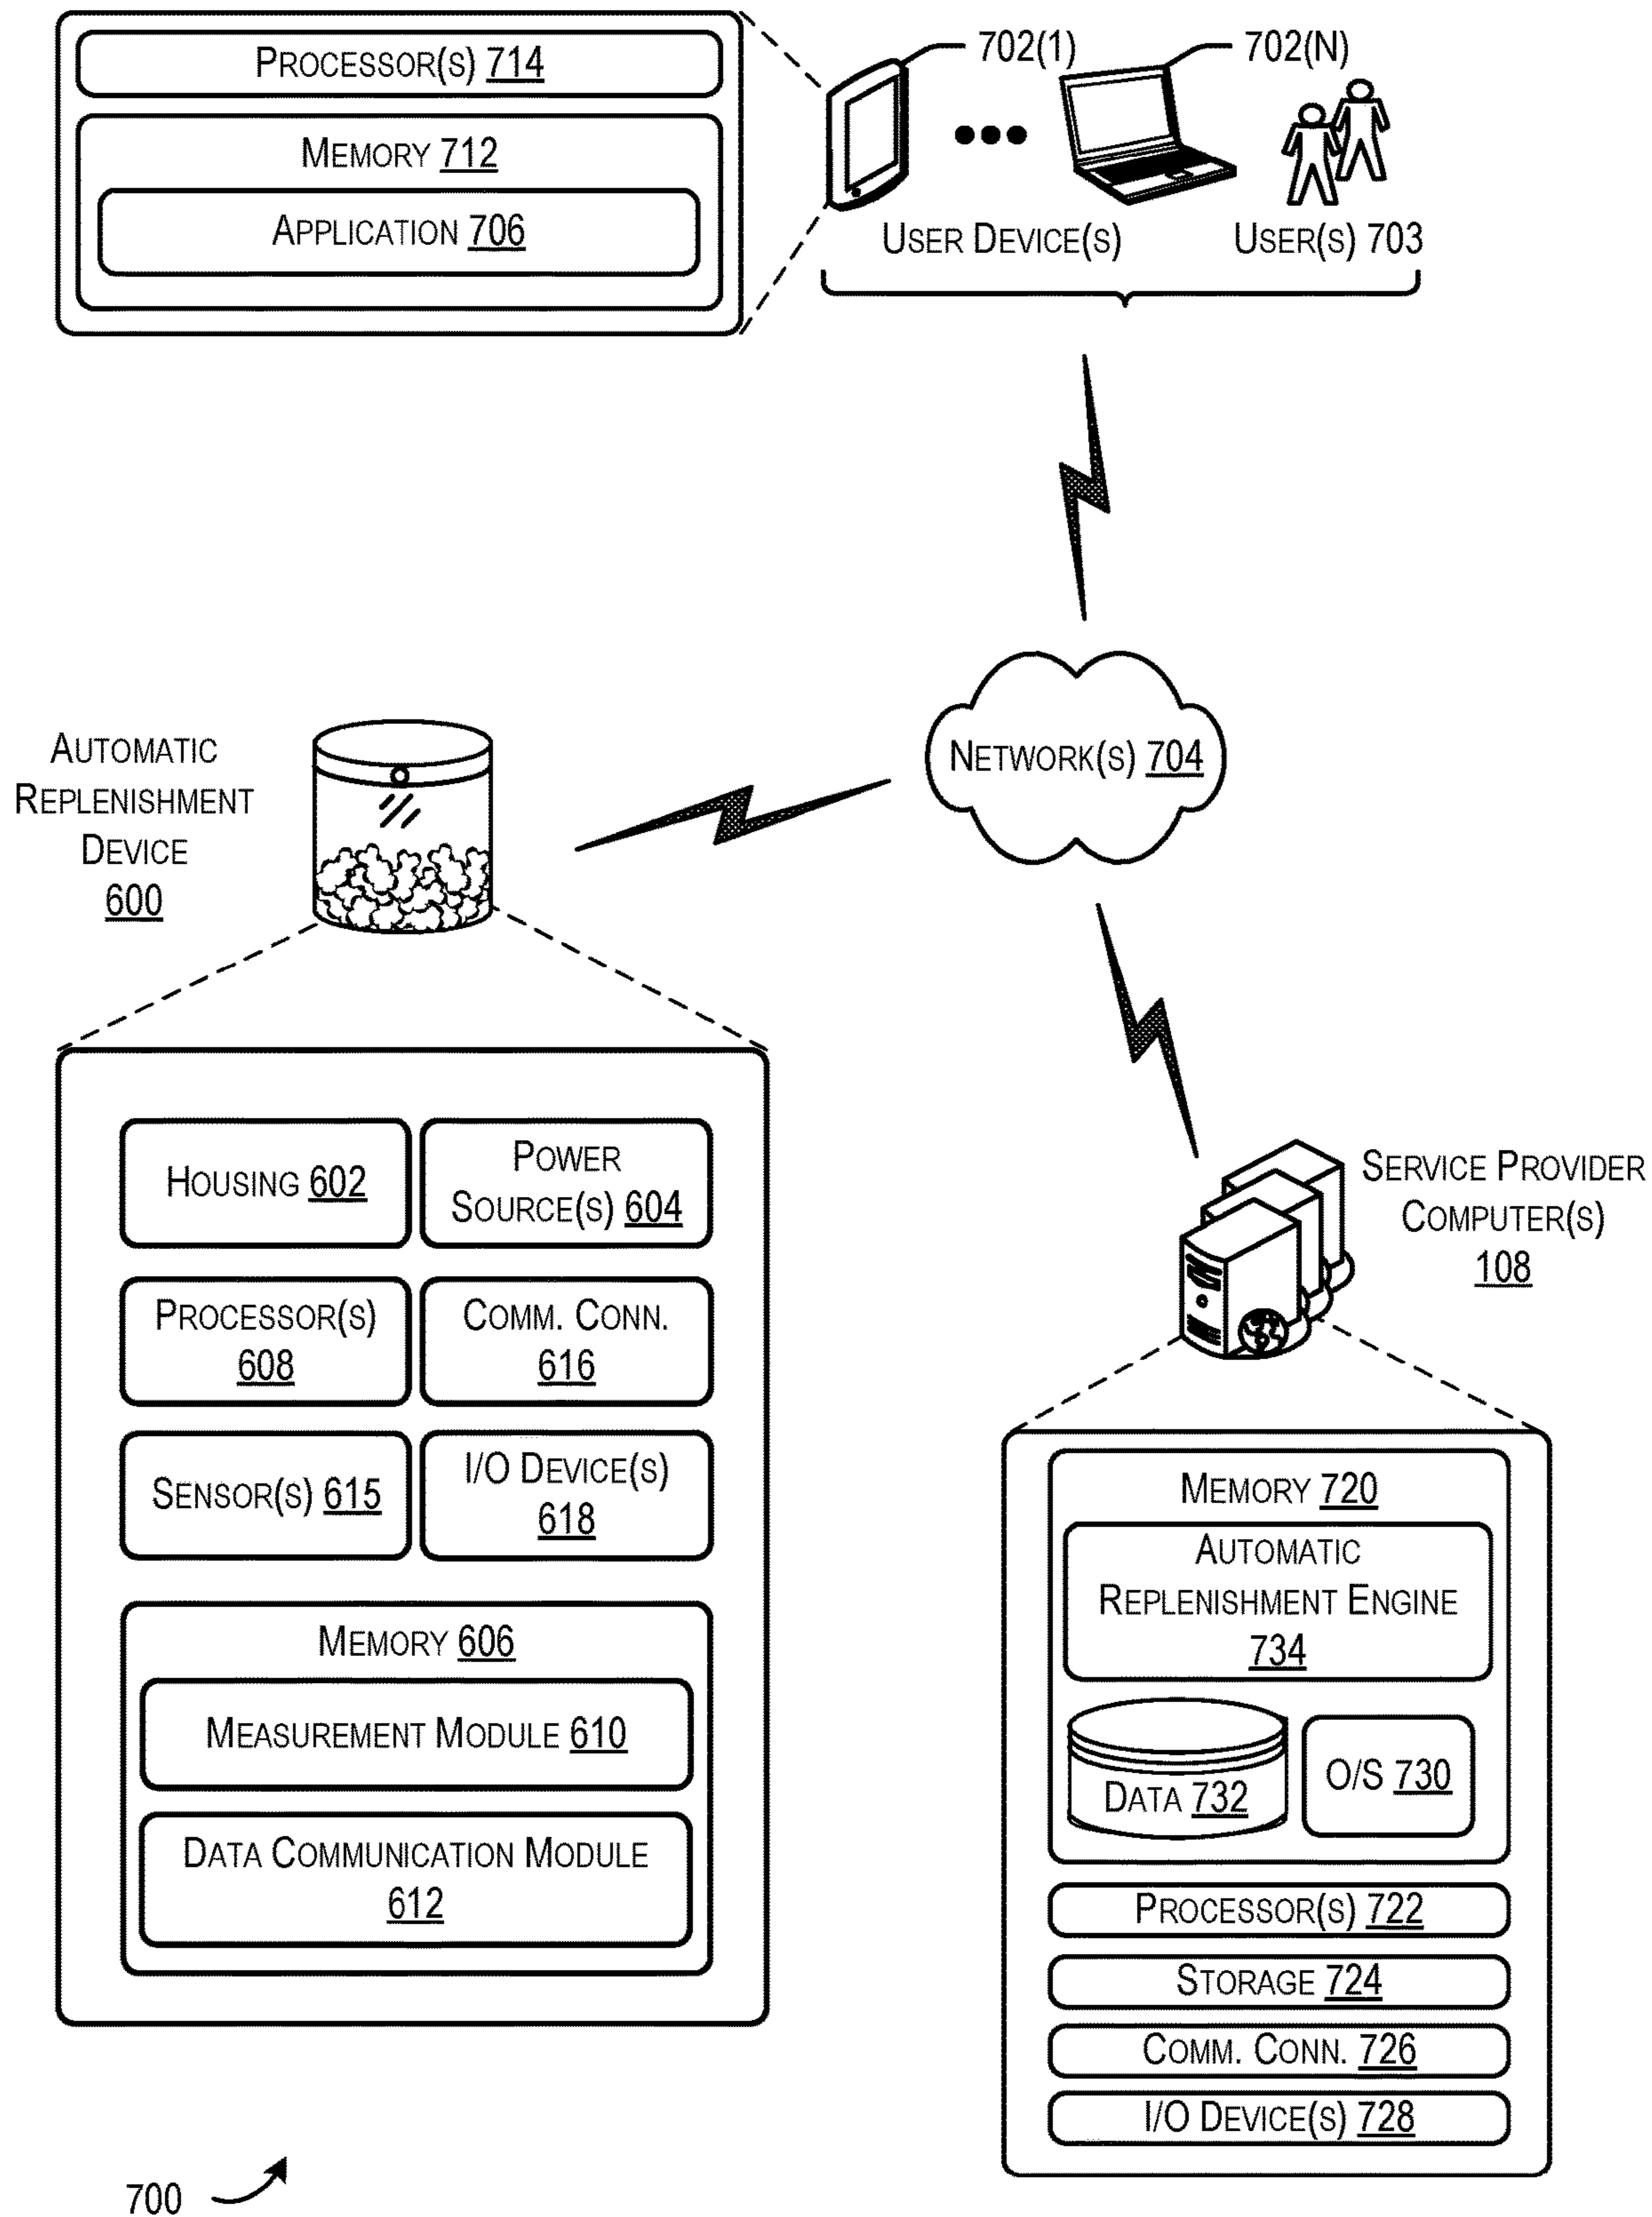 PROCESSOR(S) 714
MEMORY 712
APPLICATION 706
702(1)
702(N)
USER DEVICE(S)
USER(S) 703
NETWORK(S) 704
AUTOMATIC
REPLENISHMENT
DEVICE
600
HOUSING 602
POWER
SOURCE(S) 604
PROCESSOR(S)
608
COMM. CONN.
616
SENSOR(S) 615
I/O DEVICE(S)
618
MEMORY 606
MEASUREMENT MODULE 610
DATA COMMUNICATION MODULE
612
SERVICE PROVIDER
COMPUTER(S)
108
MEMORY 720
AUTOMATIC
REPLENISHMENT ENGINE
734
DATA 732
O/S 730
PROCESSOR(S) 722
STORAGE 724
COMM. CONN. 726
I/O DEVICE(S) 728
700